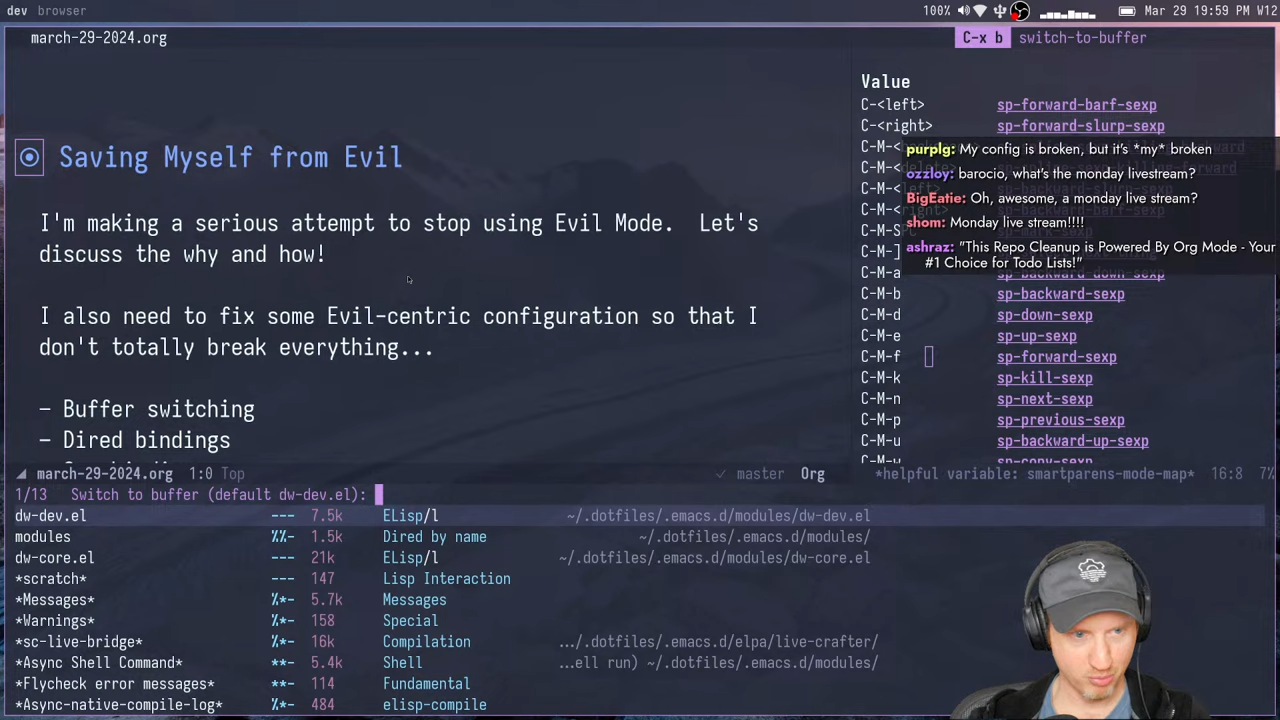 dev browser
100% Mar 29 19:59 PM W12
march-29-2024.org
C-x b switch-to-buffer
Saving Myself from Evil
I'm making a serious attempt to stop using Evil Mode. Let's
discuss the why and how!
I also need to fix some Evil-centric configuration so that I
don't totally break everything...
- Buffer switching
- Dired bindings
Value
C-<left> sp-forward-barf-sexp
C-<right> sp-forward-slurp-sexp
purplg: My config is broken, but it's *my* broken
ozzloy: barocio, what's the monday livestream?
BigEatie: Oh, awesome, a monday live stream?
shom: Monday live stream!!!!
ashraz: "This Repo Cleanup is Powered By Org Mode - Your
#1 Choice for Todo Lists!"
C-M-a sp-backward-down-sexp
C-M-b sp-backward-sexp
C-M-d sp-down-sexp
C-M-e sp-up-sexp
C-M-f sp-forward-sexp
C-M-k sp-kill-sexp
C-M-n sp-next-sexp
C-M-p sp-previous-sexp
C-M-u sp-backward-up-sexp
C-M-w sp-copy-sexp
march-29-2024.org 1:0 Top ✓ master Org
*helpful variable: smartparens-mode-map* 16:8 7%
1/13 Switch to buffer (default dw-dev.el):
dw-dev.el --- 7.5k ELisp/l ~/.dotfiles/.emacs.d/modules/dw-dev.el
modules %%- 1.5k Dired by name ~/.dotfiles/.emacs.d/modules/
dw-core.el --- 21k ELisp/l ~/.dotfiles/.emacs.d/modules/dw-core.el
*scratch* --- 147 Lisp Interaction
*Messages* %*- 5.7k Messages
*Warnings* %*- 158 Special
*sc-live-bridge* %*- 16k Compilation .../.dotfiles/.emacs.d/elpa/live-crafter/
*Async Shell Command* **- 5.4k Shell ...ell run) ~/.dotfiles/.emacs.d/modules/
*Flycheck error messages* **- 114 Fundamental
*Async-native-compile-log* %*- 484 elisp-compile